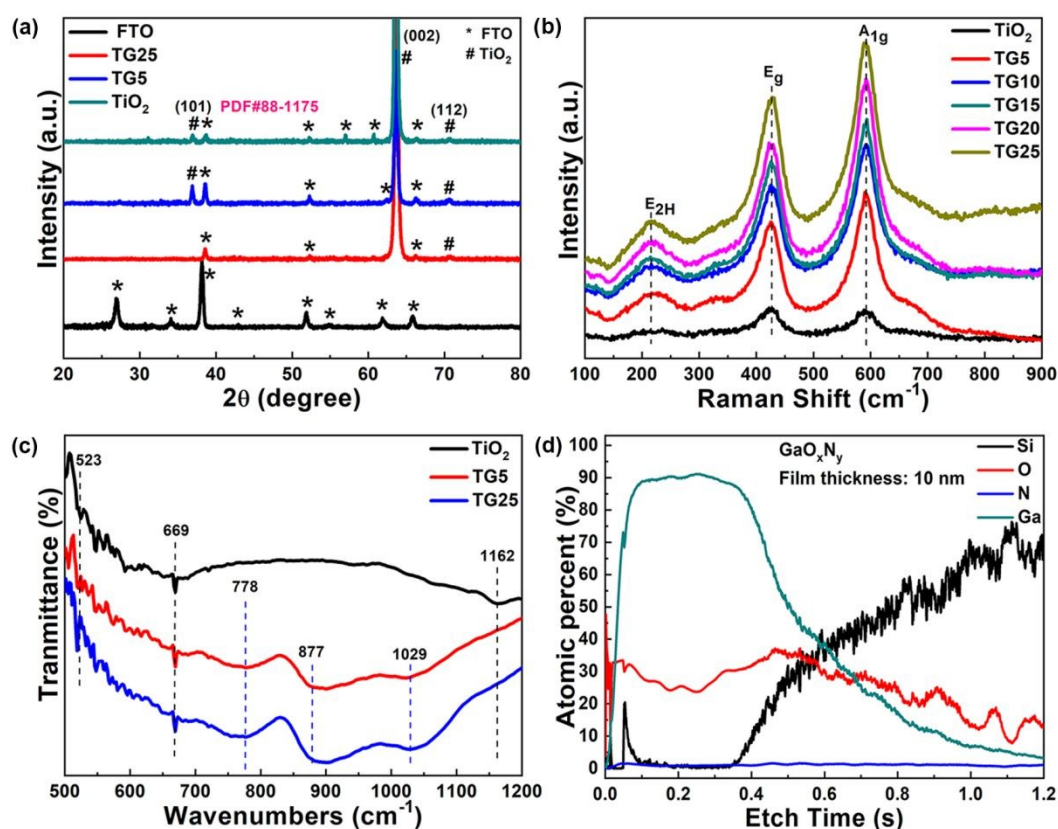 (a)
FTO
TG25
TG5
TiO₂
(002)
#
* FTO
# TiO₂
(101)
PDF#88-1175
(112)
# * * * * * #
# * * * * #
* * * #
* * * * * * * *
Intensity (a.u.)
20 30 40 50 60 70 80
2θ (degree)
(b)
A1g
Eg
E2H
TiO₂
TG5
TG10
TG15
TG20
TG25
Intensity (a.u.)
100 200 300 400 500 600 700 800 900
Raman Shift (cm⁻¹)
(c)
523
669
778
877
1029
1162
TiO₂
TG5
TG25
Tranmittance (%)
500 600 700 800 900 1000 1100 1200
Wavenumbers (cm⁻¹)
(d)
GaOxNy
Film thickness: 10 nm
Si
O
N
Ga
Atomic percent (%)
100
90
80
70
60
50
40
30
20
10
0
0.0 0.2 0.4 0.6 0.8 1.0 1.2
Etch Time (s)